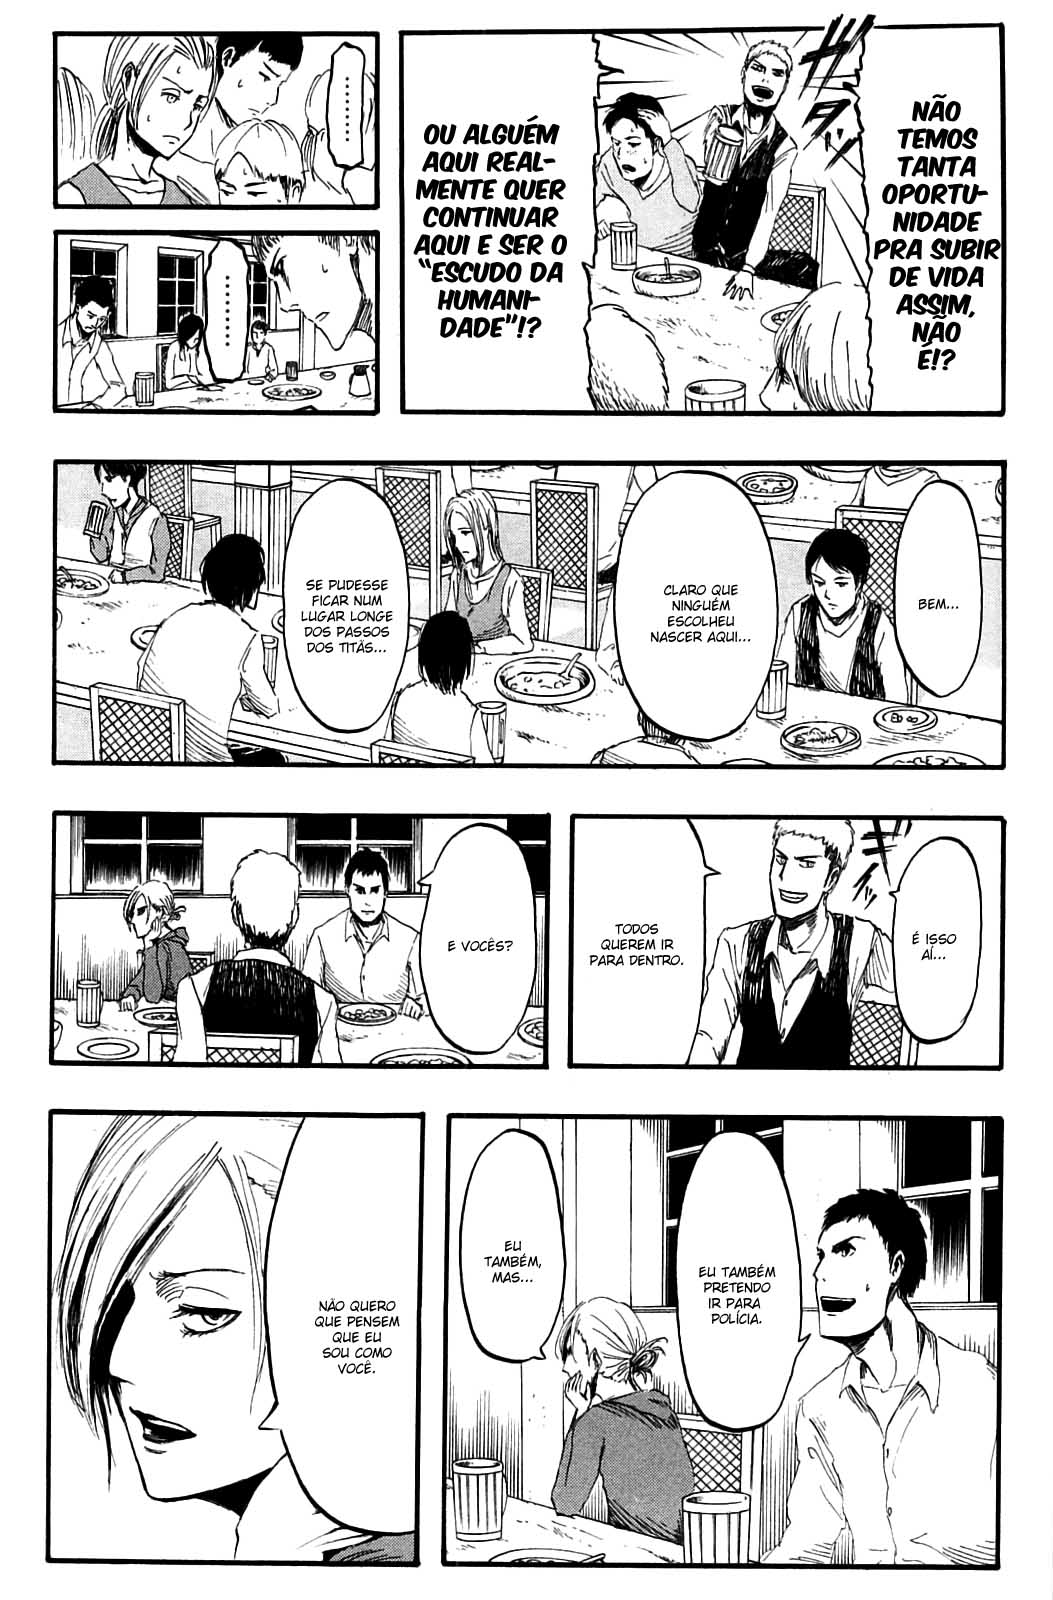 NÃO
TEMOS
TANTA
OPORTU-
NIDADE
PRA SUBIR
DE VIDA
ASSIM,
NÃO
É!?
OU ALGUÉM
AQUI REAL-
MENTE QUER
CONTINUAR
AQUI E SER O
"ESCUDO DA
HUMANI-
DADE"!?
.........
.........
BEM...
CLARO QUE
NINGUÉM
ESCOLHEU
NASCER AQUI...
SE PUDESSE
FICAR NUM
LUGAR LONGE
DOS PASSOS
DOS TITÃS...
É ISSO
AÍ...
TODOS
QUEREM IR
PARA DENTRO.
E VOCÊS?
EU TAMBÉM
PRETENDO
IR PARA
POLÍCIA.
EU
TAMBÉM,
MAS...
NÃO QUERO
QUE PENSEM
QUE EU
SOU COMO
VOCÊ.